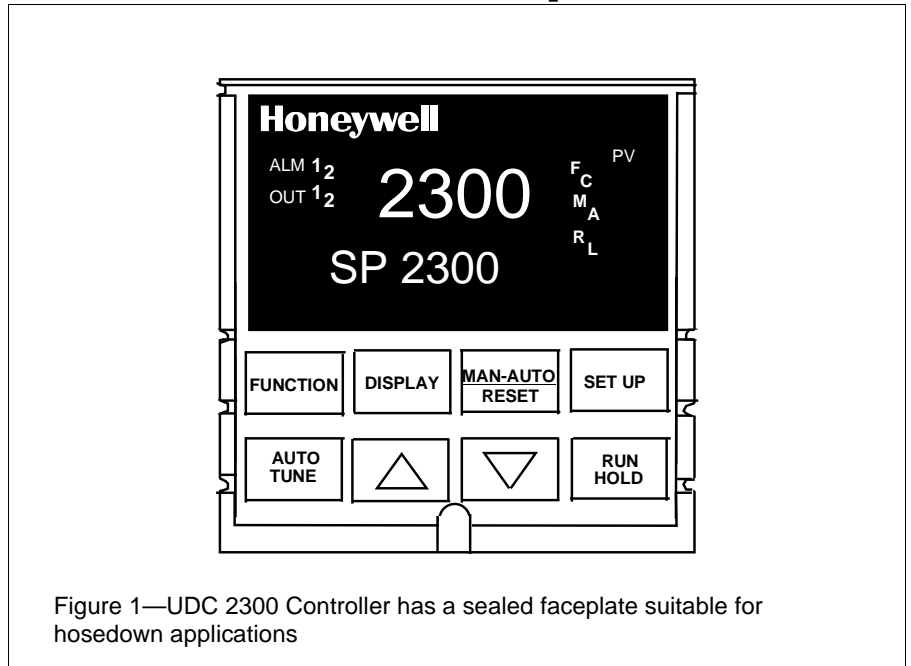 Honeywell
ALM 1 2
OUT 1 2
2300
SP 2300
PV
F
C
M
A
R
L
FUNCTION
DISPLAY
MAN-AUTO
RESET
SET UP
AUTO
TUNE
RUN
HOLD
Figure 1—UDC 2300 Controller has a sealed faceplate suitable for
hosedown applications